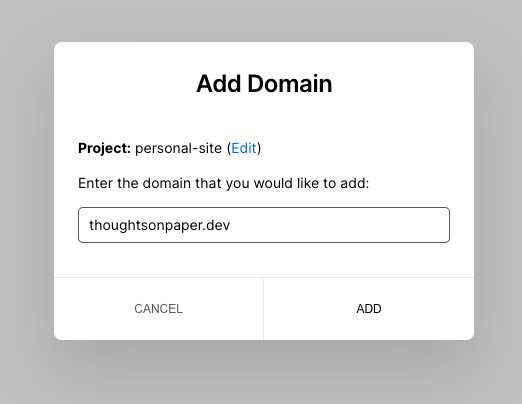 Add Domain
Project: personal-site (Edit)
Enter the domain that you would like to add:
thoughtsonpaper.dev
CANCEL ADD